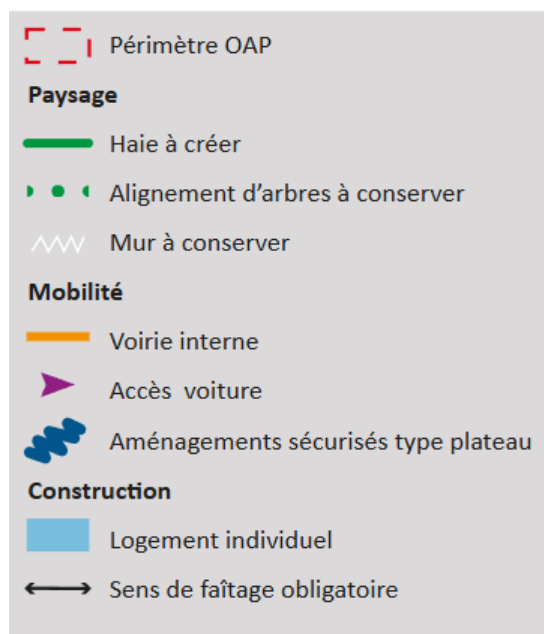 Périmètre OAP
Paysage
Haie à créer
Alignement d'arbres à conserver
Mur à conserver
Mobilité
Voirie interne
Accès  voiture
Aménagements sécurisés type plateau
Construction
Logement individuel
Sens de faîtage obligatoire